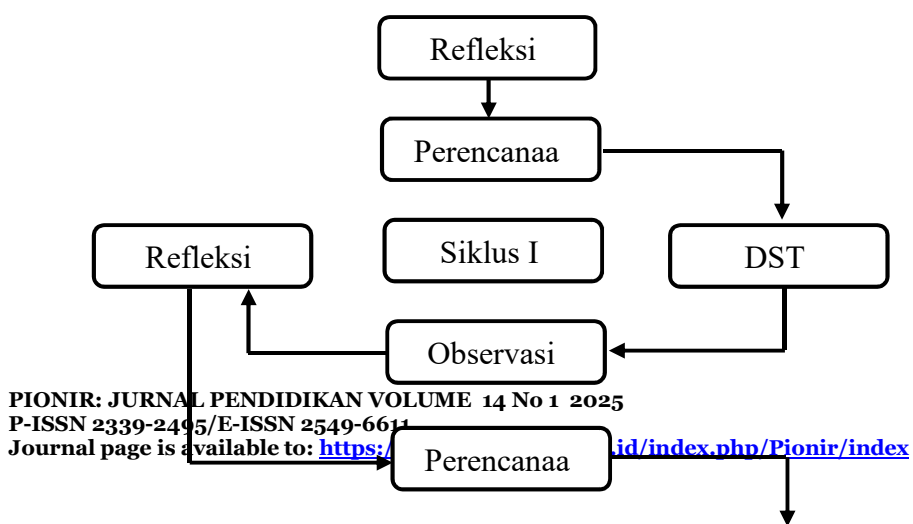 Refleksi
Perencanaa
Refleksi
Siklus I
DST
Observasi
PIONIR: JURNAL PENDIDIKAN VOLUME 14 No 1 2025
P-ISSN 2339-2495/E-ISSN 2549-6611
Journal page is available to: https:/ .id/index.php/Pionir/index
Perencanaa